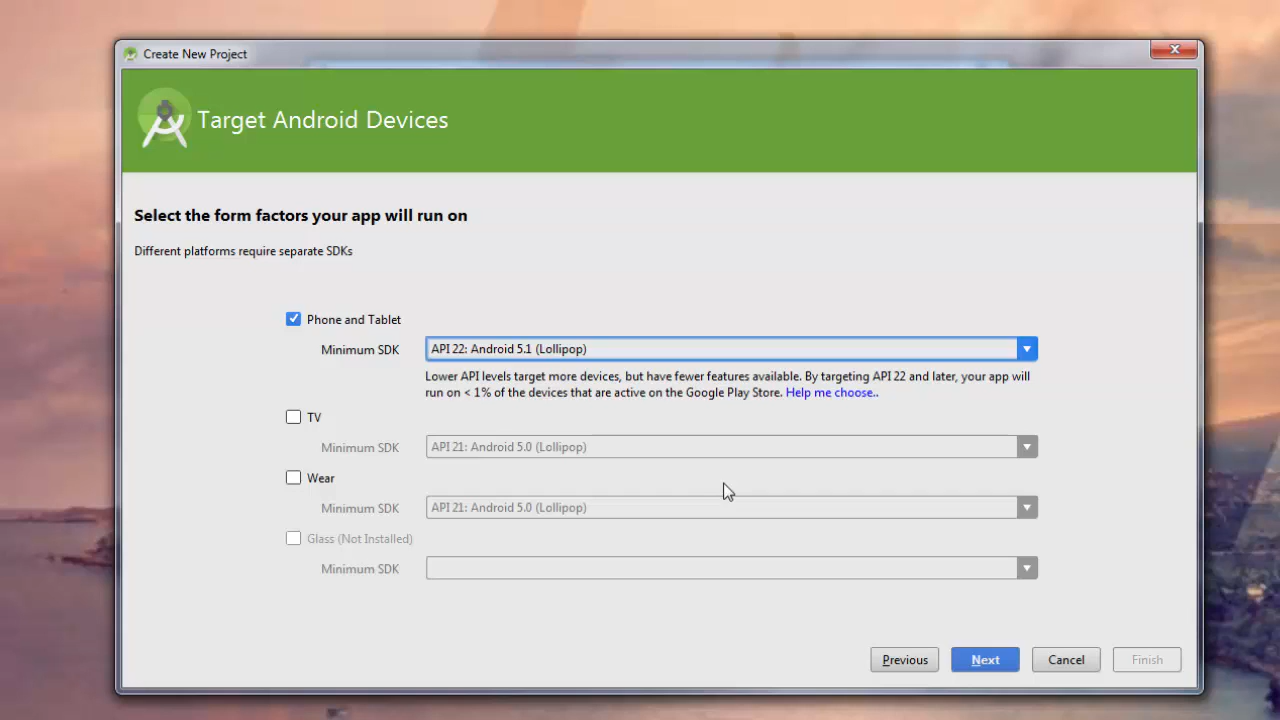 Create New Project
Target Android Devices
Select the form factors your app will run on
Different platforms require separate SDKs
Phone and Tablet
Minimum SDK API 22: Android 5.1 (Lollipop)
Lower API levels target more devices, but have fewer features available. By targeting API 22 and later, your app will
run on < 1% of the devices that are active on the Google Play Store. Help me choose..
TV
Minimum SDK API 21: Android 5.0 (Lollipop)
Wear
Minimum SDK API 21: Android 5.0 (Lollipop)
Glass (Not Installed)
Minimum SDK
Previous Next Cancel Finish